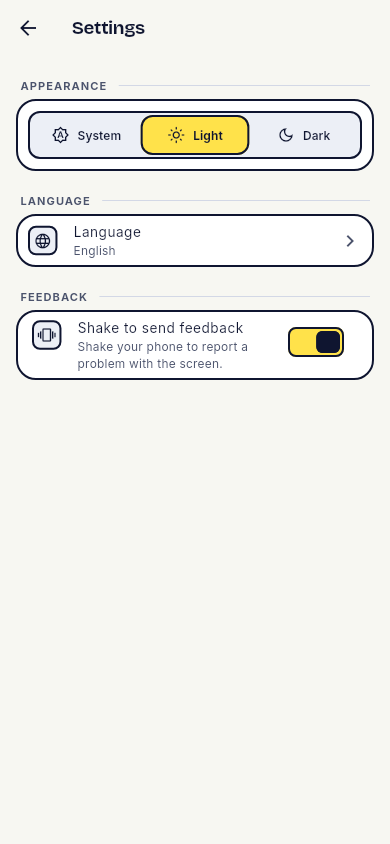 Settings
APPEARANCE
System
Light
Dark
LANGUAGE
Language
English
FEEDBACK
Shake to send feedback
Shake your phone to report a
problem with the screen.